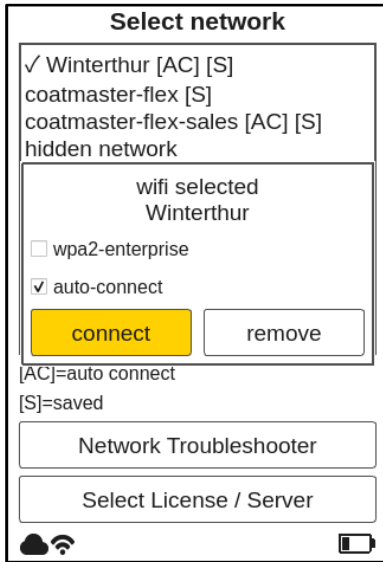 Select network
✓ Winterthur [AC] [S]
coatmaster-flex [S]
coatmaster-flex-sales [AC] [S]
hidden network
wifi selected
Winterthur
wpa2-enterprise
auto-connect
connect
remove
[AC]=auto connect
[S]=saved
Network Troubleshooter
Select License / Server